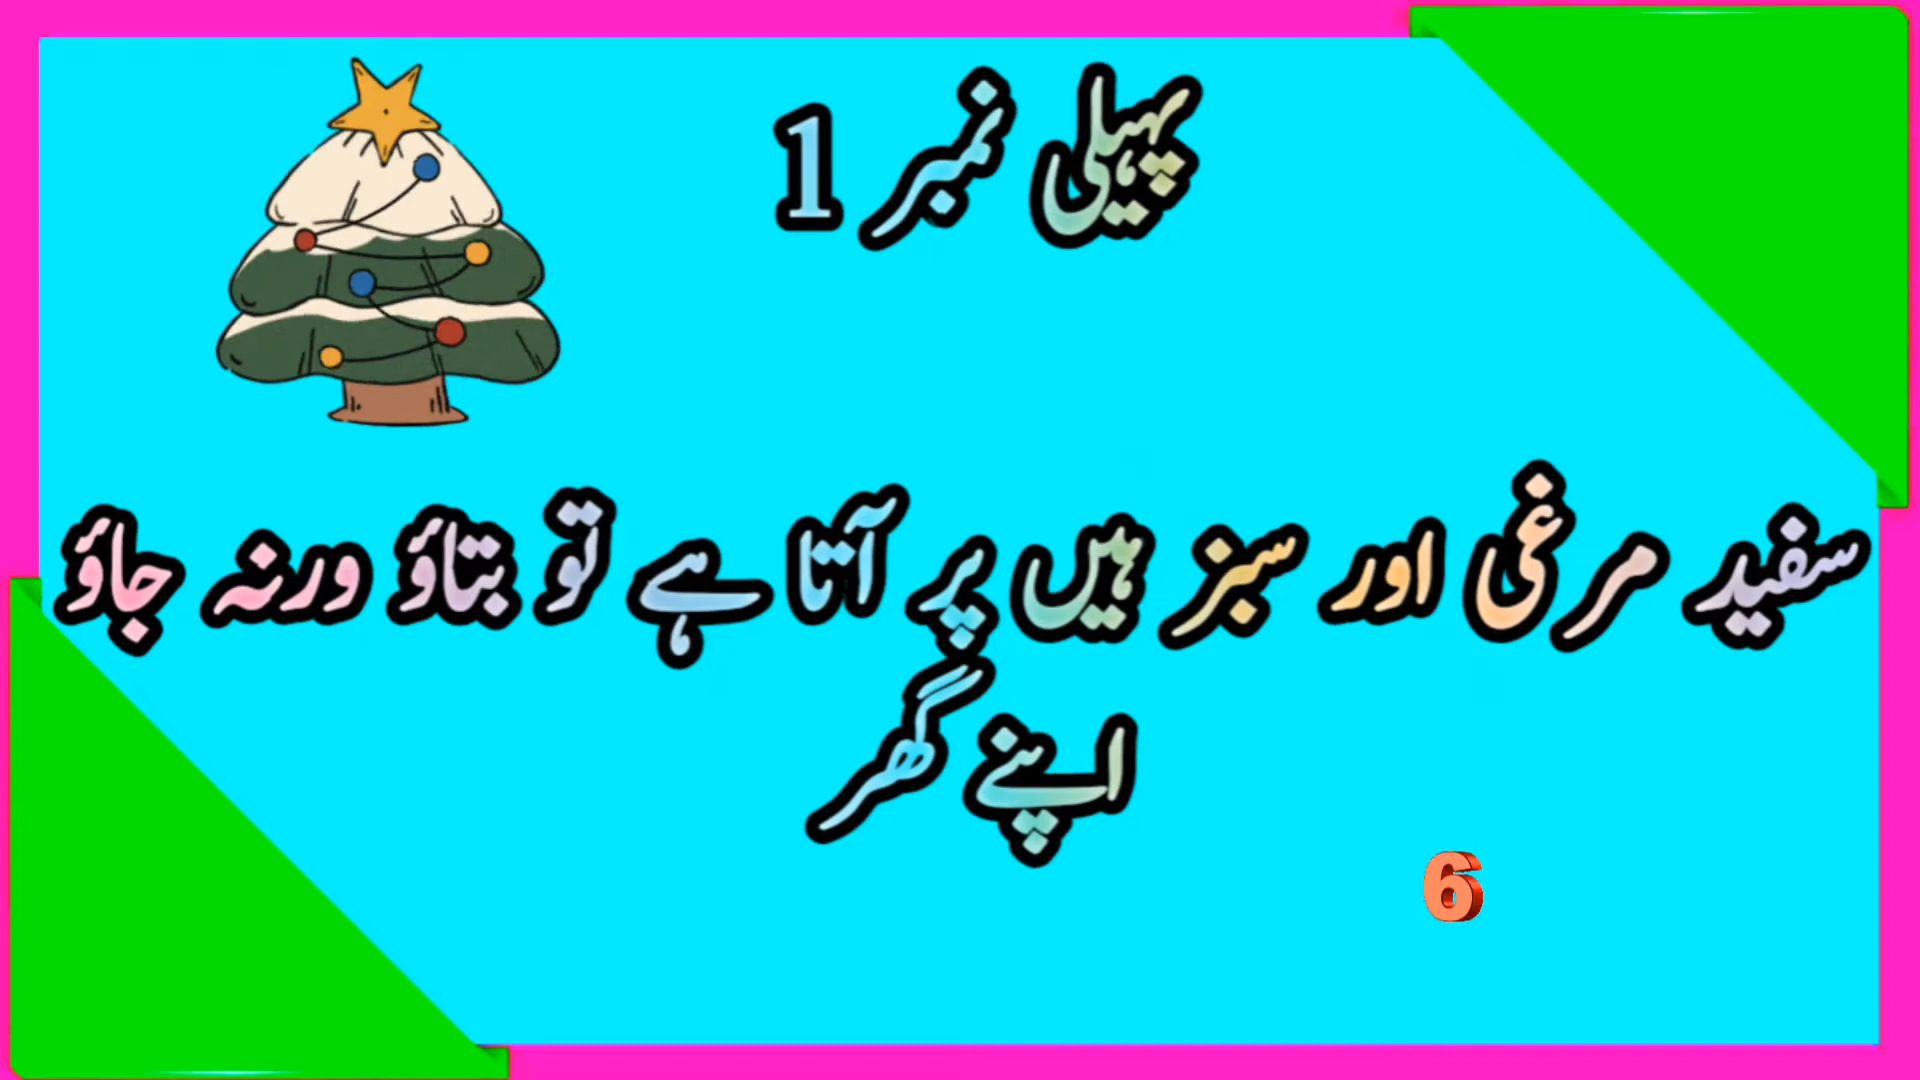 پہیلی نمبر 1
سفید مرغی اور سبز ہیں پر آتا ہے تو بتاؤ ورنہ جاؤ
اپنے گھر
6